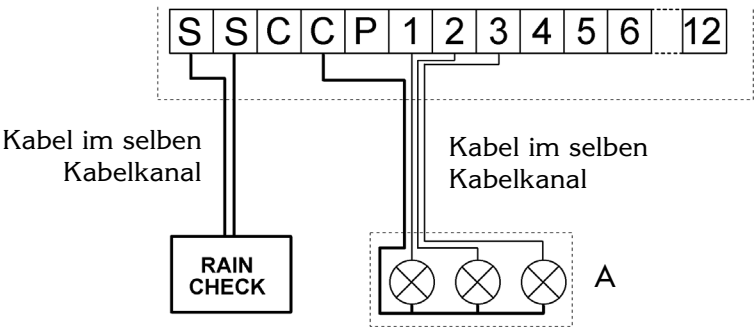 S S C C P 1 2 3 4 5 6 12
Kabel im selben
Kabelkanal
Kabel im selben
Kabelkanal
RAIN
CHECK
A